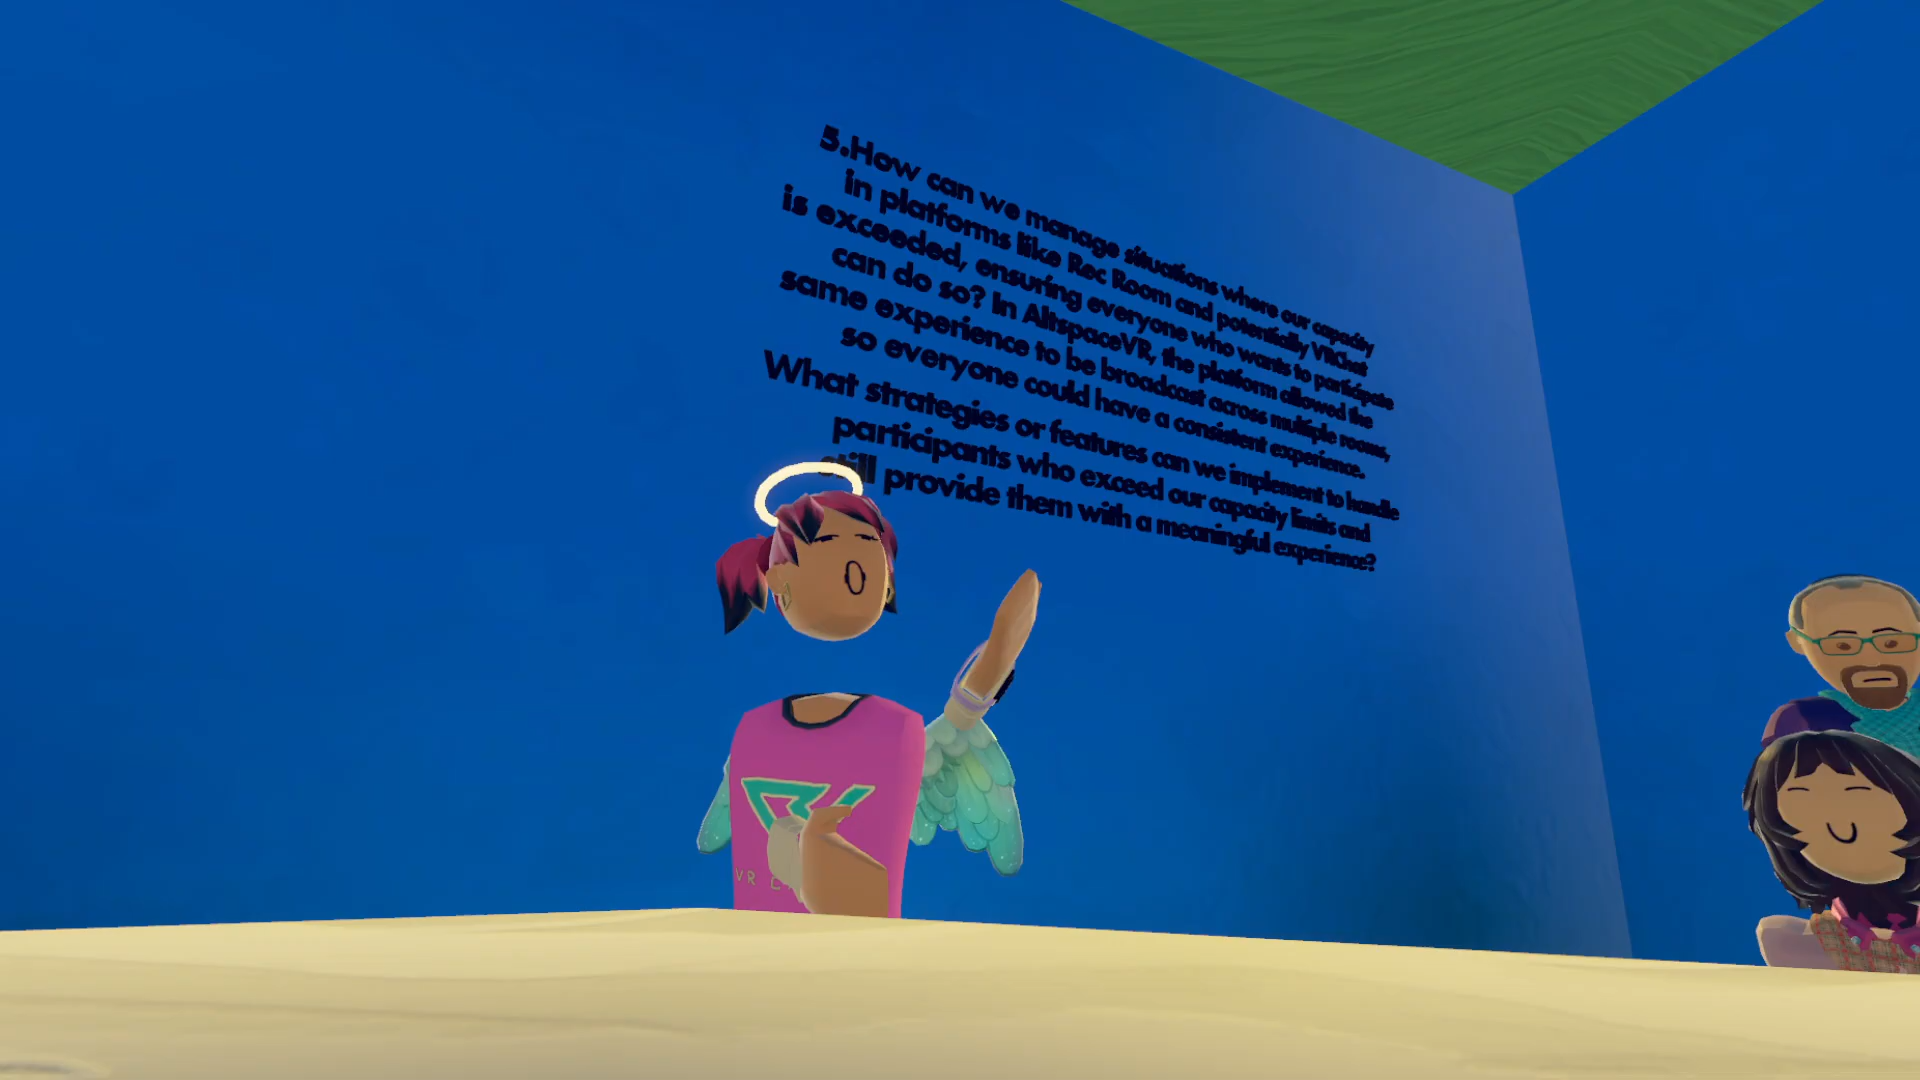 5.How can we manage situations where our capacity
in platforms like Rec Room and potentially VRChat
is exceeded, ensuring everyone who wants to participate
can do so? In AltspaceVR, the platform allowed the
same experience to be broadcast across multiple rooms,
so everyone could have a consistent experience.
What strategies or features can we implement to handle
participants who exceed our capacity limits and
still provide them with a meaningful experience?
VR